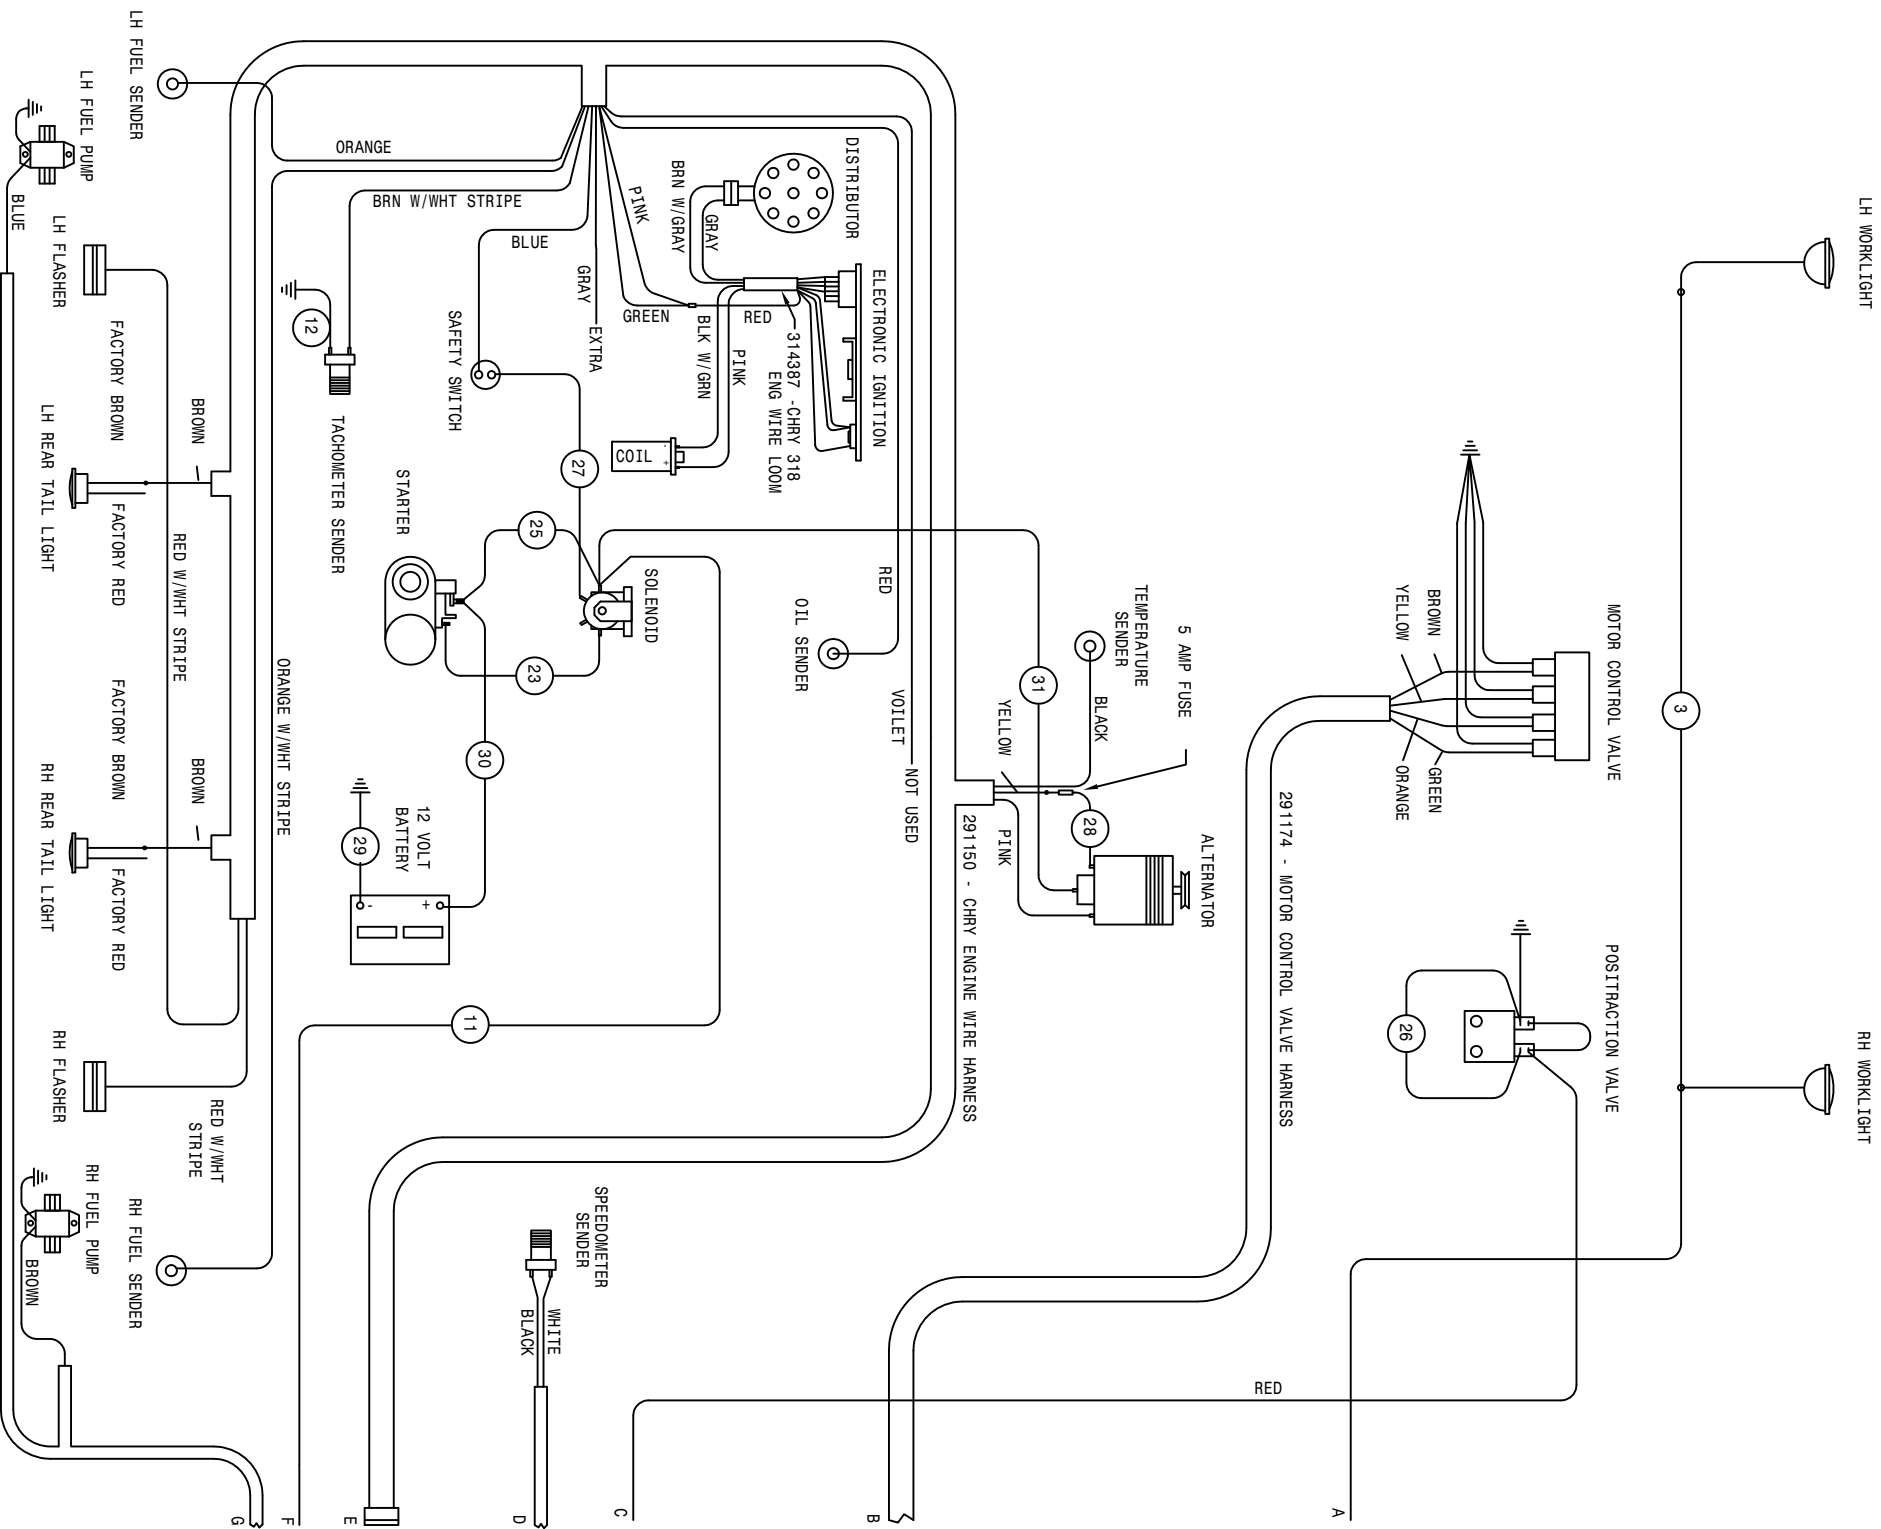 LH WORKLIGHT
RH WORKLIGHT
3
MOTOR CONTROL VALVE
BROWN
YELLOW
GREEN
ORANGE
POSITRACTION VALVE
26
291174 - MOTOR CONTROL VALVE HARNESS
RED
5 AMP FUSE
TEMPERATURE
SENDER
BLACK
YELLOW
31
28
PINK
ALTERNATOR
291150 - CHRY ENGINE WIRE HARNESS
DISTRIBUTOR
BRN W/GRAY
GRAY
ELECTRONIC IGNITION
314387 -CHRY 318
ENG WIRE LOOM
RED
PINK
BLK W/GRN
COIL
-
+
PINK
GREEN
GRAY
EXTRA
BLUE
BRN W/WHT STRIPE
ORANGE
RED
VOILET
NOT USED
OIL SENDER
SOLENOID
27
25
23
30
SAFETY SWITCH
STARTER
12
TACHOMETER SENDER
12 VOLT
BATTERY
29
-
+
11
ORANGE W/WHT STRIPE
RED W/WHT STRIPE
RED W/WHT
STRIPE
LH FUEL SENDER
LH FUEL PUMP
BLUE
LH FLASHER
FACTORY BROWN
BROWN
LH REAR TAIL LIGHT
FACTORY RED
FACTORY BROWN
BROWN
RH REAR TAIL LIGHT
FACTORY RED
RH FLASHER
RH FUEL PUMP
RH FUEL SENDER
BROWN
SPEEDOMETER
SENDER
WHITE
BLACK
A
B
C
D
E
F
G